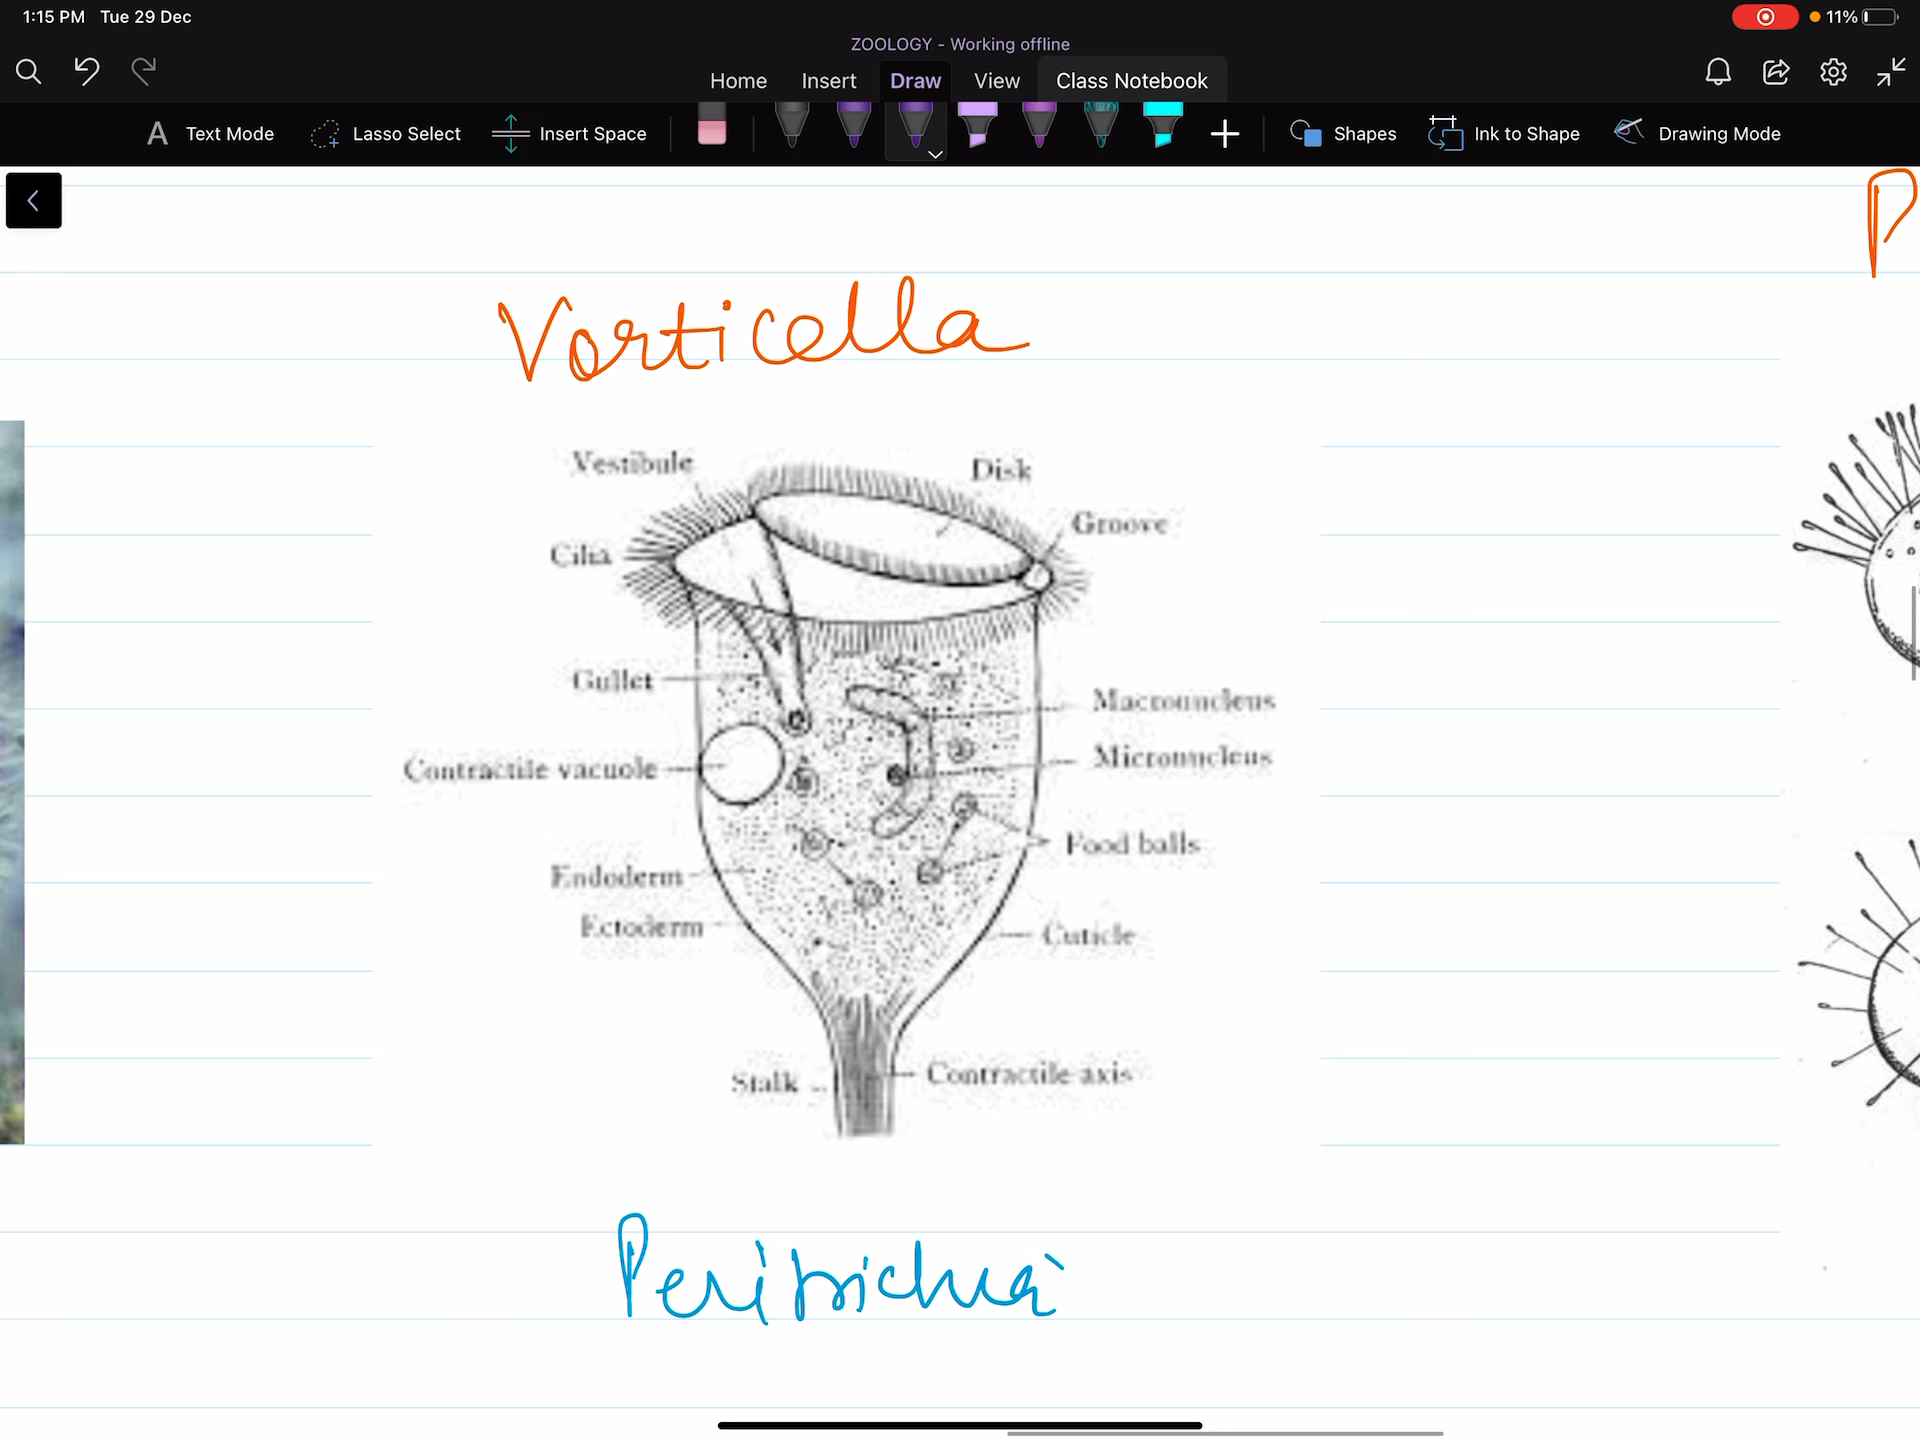 1:15 PM Tue 29 Dec
11%
ZOOLOGY - Working offline
Home Insert Draw View Class Notebook
A Text Mode Lasso Select Insert Space Shapes Ink to Shape Drawing Mode
P
Vorticella
Vestibule
Disk
Groove
Cilia
Gullet
Macronucleus
Micronucleus
Contractile vacuole
Food balls
Endoderm
Ectoderm
Cuticle
Stalk
Contractile axis
Peritrichia